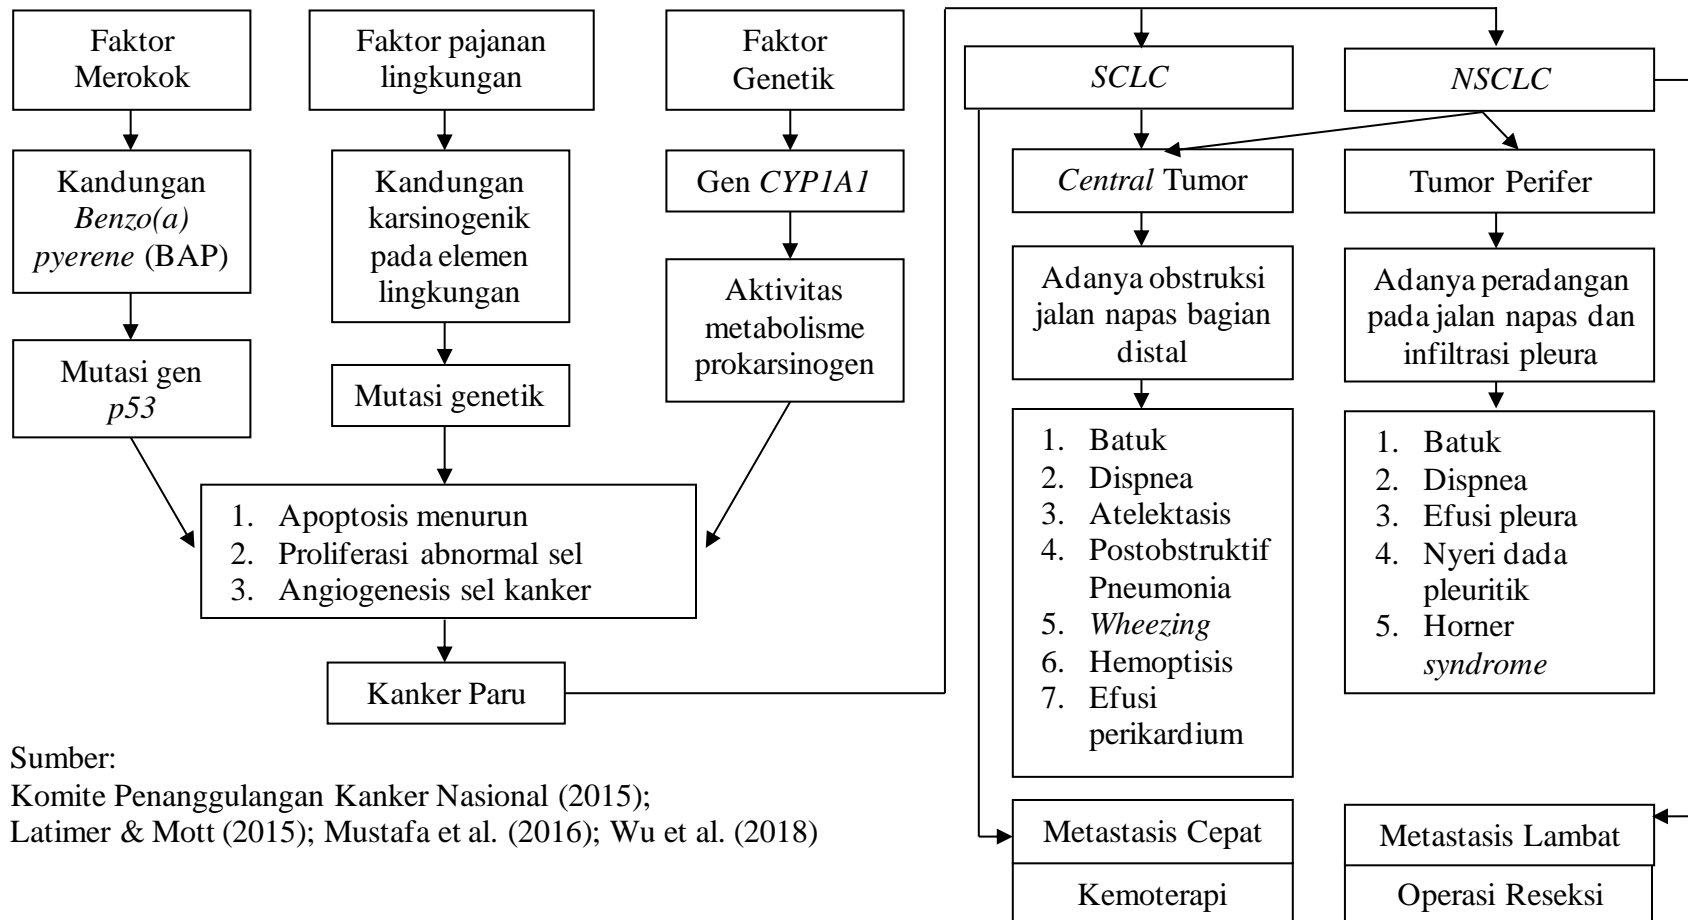 Faktor
Merokok
Faktor pajanan
lingkungan
Faktor
Genetik
SCLC
NSCLC
Kandungan
Benzo(a)
pyerene (BAP)
Kandungan
karsinogenik
pada elemen
lingkungan
Gen CYP1A1
Central Tumor
Tumor Perifer
Mutasi gen
p53
Mutasi genetik
Aktivitas
metabolisme
prokarsinogen
Adanya obstruksi
jalan napas bagian
distal
Adanya peradangan
pada jalan napas dan
infiltrasi pleura
1. Apoptosis menurun
2. Proliferasi abnormal sel
3. Angiogenesis sel kanker
Kanker Paru
1. Batuk
2. Dispnea
3. Atelektasis
4. Postobstruktif
Pneumonia
5. Wheezing
6. Hemoptisis
7. Efusi
perikardium
1. Batuk
2. Dispnea
3. Efusi pleura
4. Nyeri dada
pleuritik
5. Horner
syndrome
Metastasis Cepat
Kemoterapi
Metastasis Lambat
Operasi Reseksi
Sumber:
Komite Penanggulangan Kanker Nasional (2015);
Latimer & Mott (2015); Mustafa et al. (2016); Wu et al. (2018)